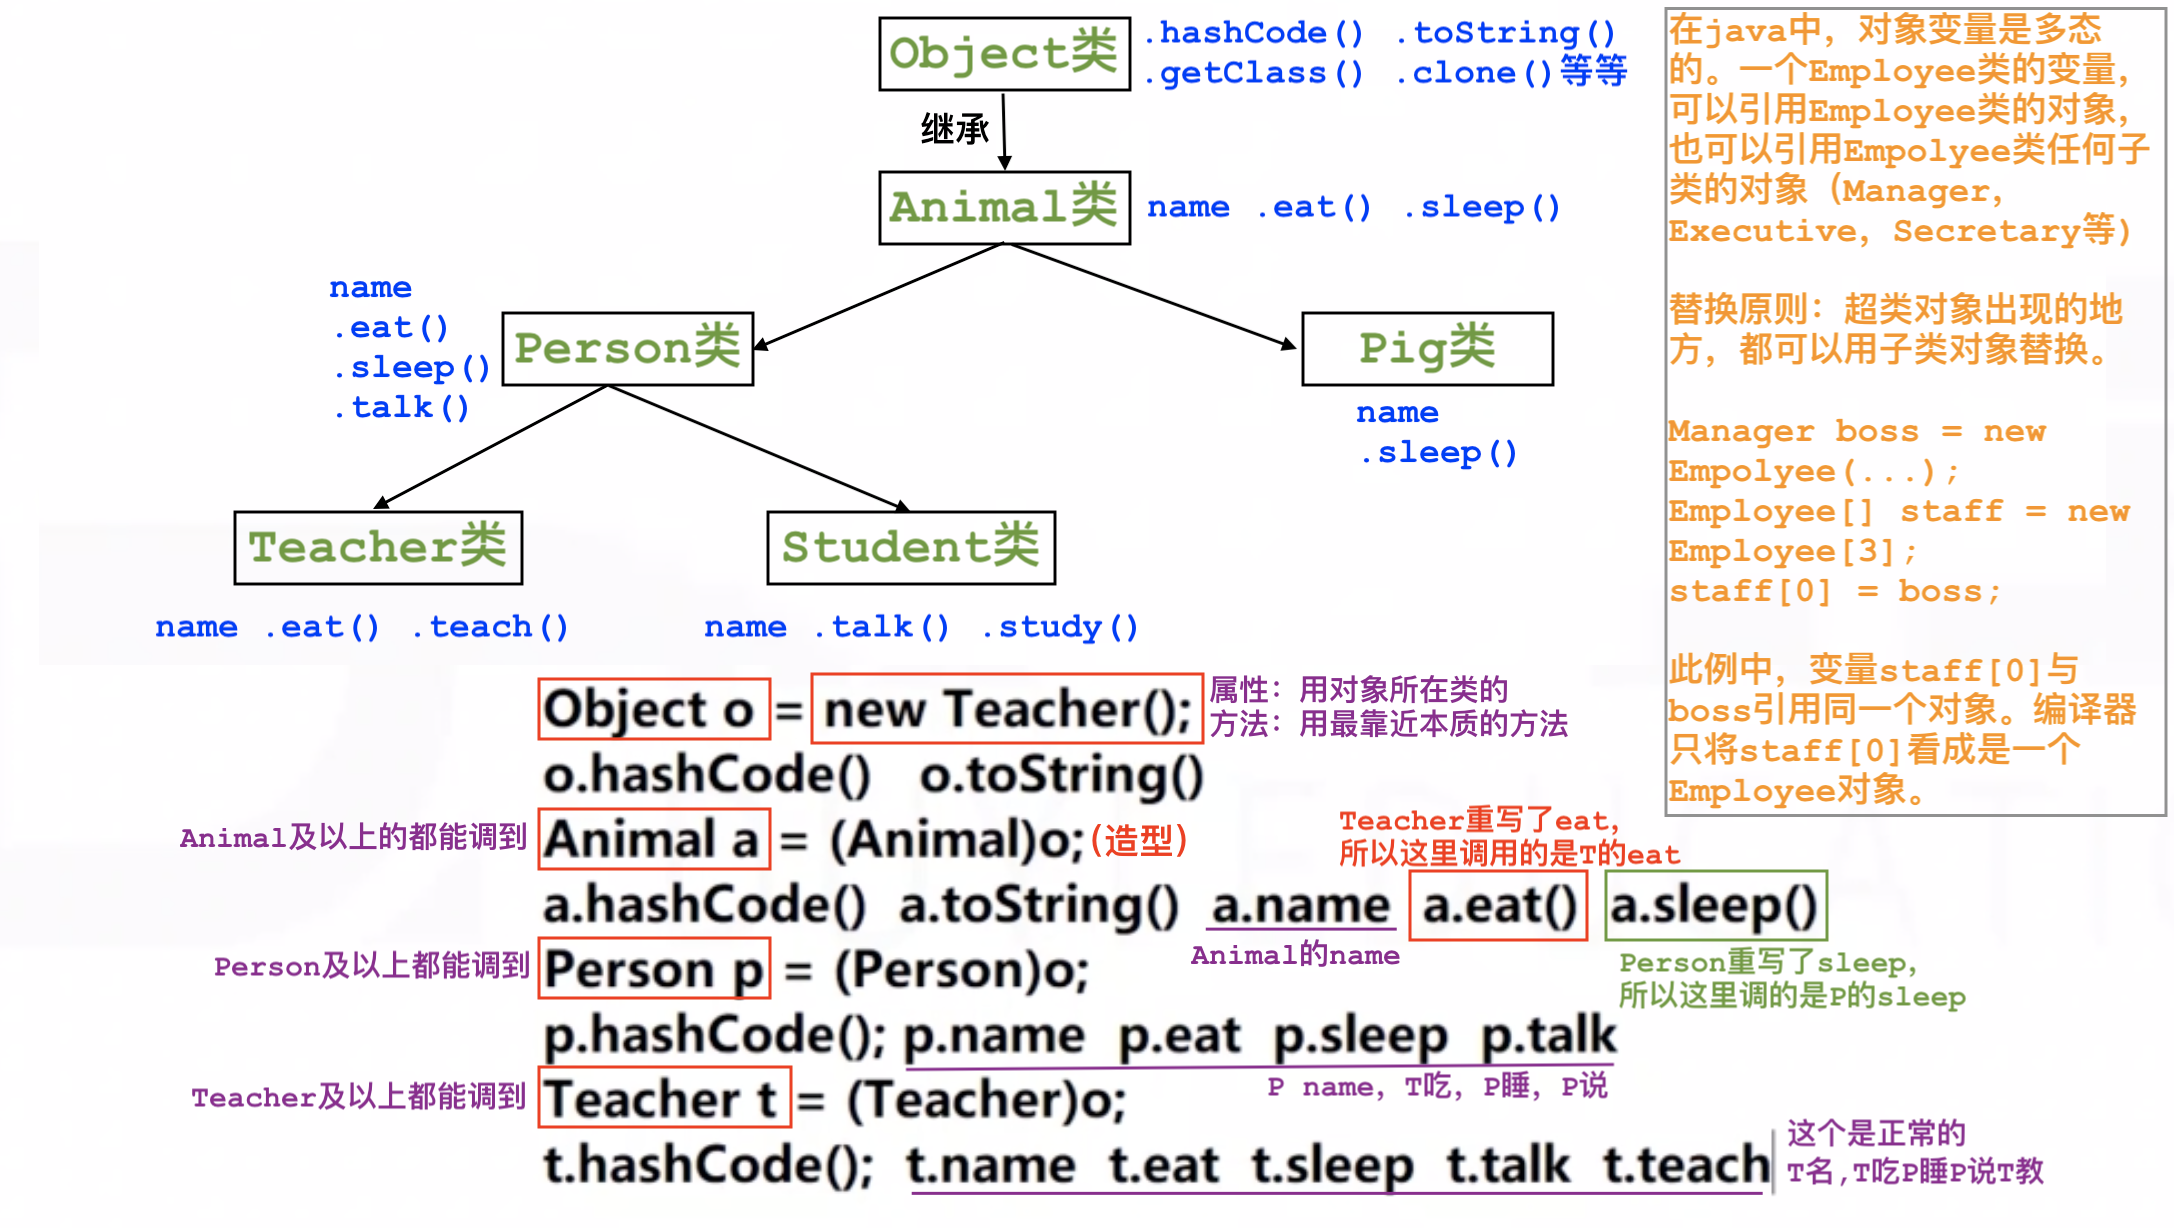 Object类
.hashCode() .toString()
.getClass() .clone()等等
继承
Animal类
name .eat() .sleep()
name
.eat()
.sleep()
.talk()
Person类
Pig类
name
.sleep()
Teacher类
Student类
name .eat() .teach()
name .talk() .study()
在java中，对象变量是多态
的。一个Employee类的变量，
可以引用Employee类的对象，
也可以引用Empolyee类任何子
类的对象（Manager，
Executive，Secretary等）
替换原则：超类对象出现的地
方，都可以用子类对象替换。
Manager boss = new
Empolyee(...);
Employee[] staff = new
Employee[3];
staff[0] = boss;
此例中，变量staff[0]与
boss引用同一个对象。编译器
只将staff[0]看成是一个
Employee对象。
Object o = new Teacher();
属性：用对象所在类的
方法：用最靠近本质的方法
o.hashCode() o.toString()
Animal及以上的都能调到
Animal a = (Animal)o;(造型)
Teacher重写了eat，
所以这里调用的是T的eat
a.hashCode() a.toString() a.name a.eat() a.sleep()
Animal的name
Person重写了sleep，
所以这里调的是P的sleep
Person及以上都能调到
Person p = (Person)o;
p.hashCode(); p.name p.eat p.sleep p.talk
P name，T吃，P睡，P说
Teacher及以上都能调到
Teacher t = (Teacher)o;
t.hashCode(); t.name t.eat t.sleep t.talk t.teach
这个是正常的
T名,T吃P睡P说T教